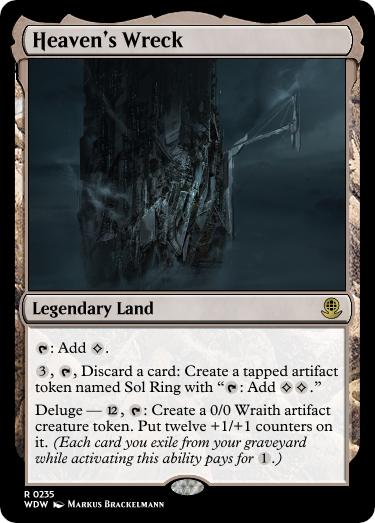 Heaven's Wreck
Legendary Land
: Add .
3, , Discard a card: Create a tapped artifact
token named Sol Ring with “: Add .”
Deluge — 12, : Create a 0/0 Wraith artifact
creature token. Put twelve +1/+1 counters on
it. (Each card you exile from your graveyard
while activating this ability pays for 1.)
R 0235
WDW Markus Brackelmann